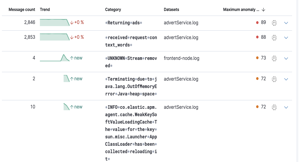 Message count Trend Category Datasets Maximum anomaly ...
2,846 +0 % «Returning-ads» advertService.log 88
2,853 +0 % «received-request-con
text_words» advertService.log 88
4 new «UNKNOWN-Stream-remov
ed» frontend-node.log 73
2 new «Terminating-due-to-j
ava.lang.OutOfMemoryE
rror-Java-heap-space» advertService.log 72
10 new «INFO-co.elastic.apm.
agent.cache.WeakKeySo
ftValueLoadingCache-T
he-value-for-the-key-
sun.misc.Launcher-App
ClassLoader-has-been-
collected-reloading-i
t» advertService.log 72